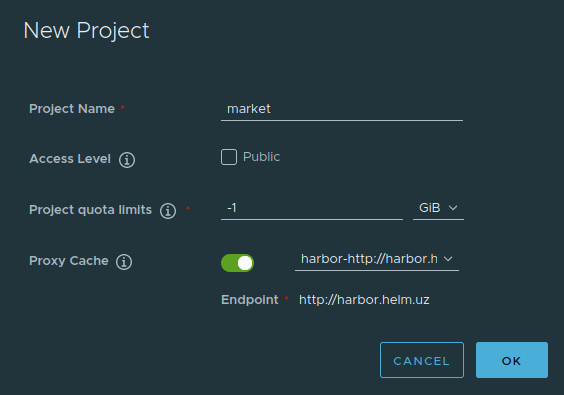 New Project
Project Name *
market
Access Level
Public
Project quota limits *
-1
GiB
Proxy Cache
harbor-http://harbor.h
Endpoint * http://harbor.helm.uz
CANCEL
OK